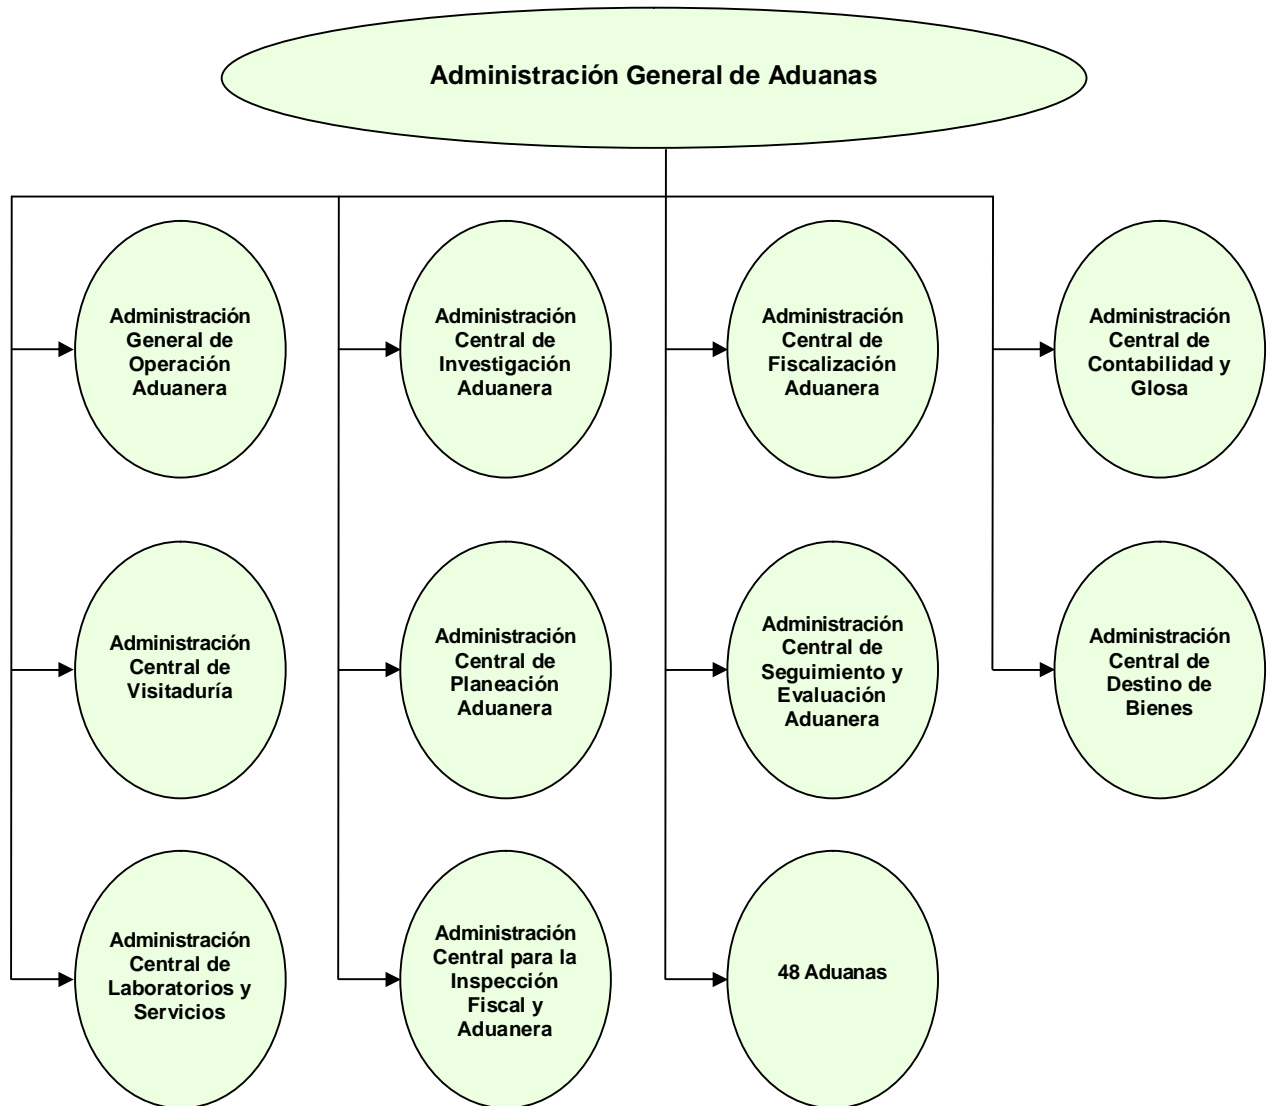 Administración General de Aduanas
Administración
General de
Operación
Aduanera
Administración
Central de
Investigación
Aduanera
Administración
Central de
Fiscalización
Aduanera
Administración
Central de
Contabilidad y
Glosa
Administración
Central de
Visitaduría
Administración
Central de
Planeación
Aduanera
Administración
Central de
Seguimiento y
Evaluación
Aduanera
Administración
Central de
Destino de
Bienes
Administración
Central de
Laboratorios y
Servicios
Administración
Central para la
Inspección
Fiscal y
Aduanera
48 Aduanas